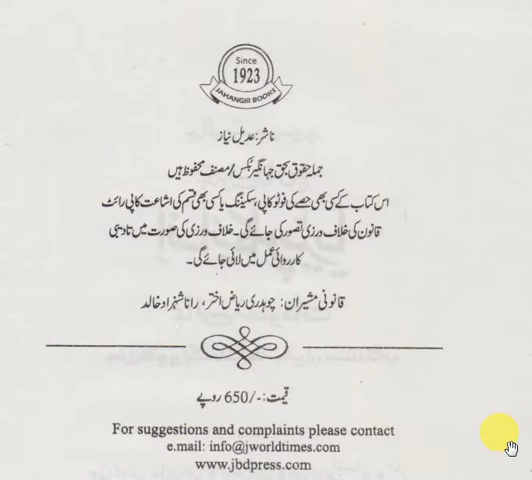 Since
1923
JAHANGIR BOOKS
ناشر: عدیل نیاز
جملہ حقوق بحق جہانگیر بکس/مصنف محفوظ ہیں
اس کتاب کے کسی بھی حصے کی فوٹو کاپی، سکیننگ یا کسی بھی قسم کی اشاعت کاپی رائٹ
قانون کی خلاف ورزی تصور کی جائے گی۔ خلاف ورزی کی صورت میں تادیبی
کارروائی عمل میں لائی جائے گی۔
قانونی مشیران: چوہدری ریاض اختر، رانا شہزاد خالد
قیمت: -/650 روپے
For suggestions and complaints please contact
e.mail: info@jworldtimes.com
www.jbdpress.com